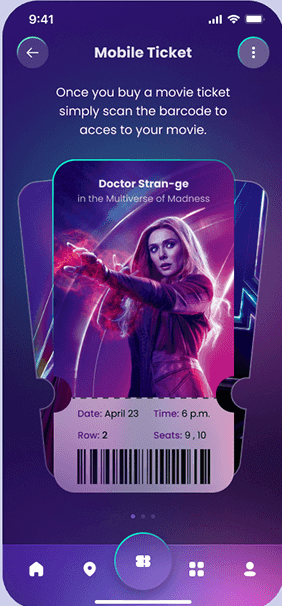 9:41
Mobile Ticket
Once you buy a movie ticket
simply scan the barcode to
acces to your movie.
Doctor Stran-ge
in the Multiverse of Madness
Date: April 23 Time: 6 p.m.
Row: 2 Seats: 9 , 10